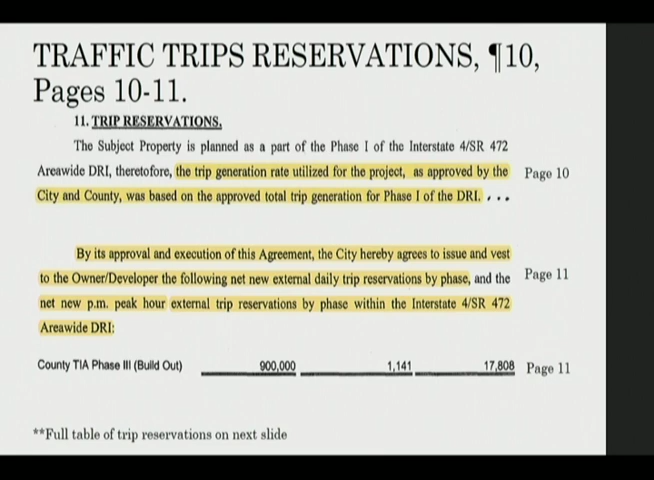 TRAFFIC TRIPS RESERVATIONS, ¶10,
Pages 10-11.
11. TRIP RESERVATIONS.
The Subject Property is planned as a part of the Phase I of the Interstate 4/SR 472
Areawide DRI, theretofore, the trip generation rate utilized for the project, as approved by the
Page 10
City and County, was based on the approved total trip generation for Phase I of the DRI. . . .
By its approval and execution of this Agreement, the City hereby agrees to issue and vest
to the Owner/Developer the following net new external daily trip reservations by phase, and the
Page 11
net new p.m. peak hour external trip reservations by phase within the Interstate 4/SR 472
Areawide DRI:
County TIA Phase III (Build Out) 900,000 1,141 17,808 Page 11
**Full table of trip reservations on next slide